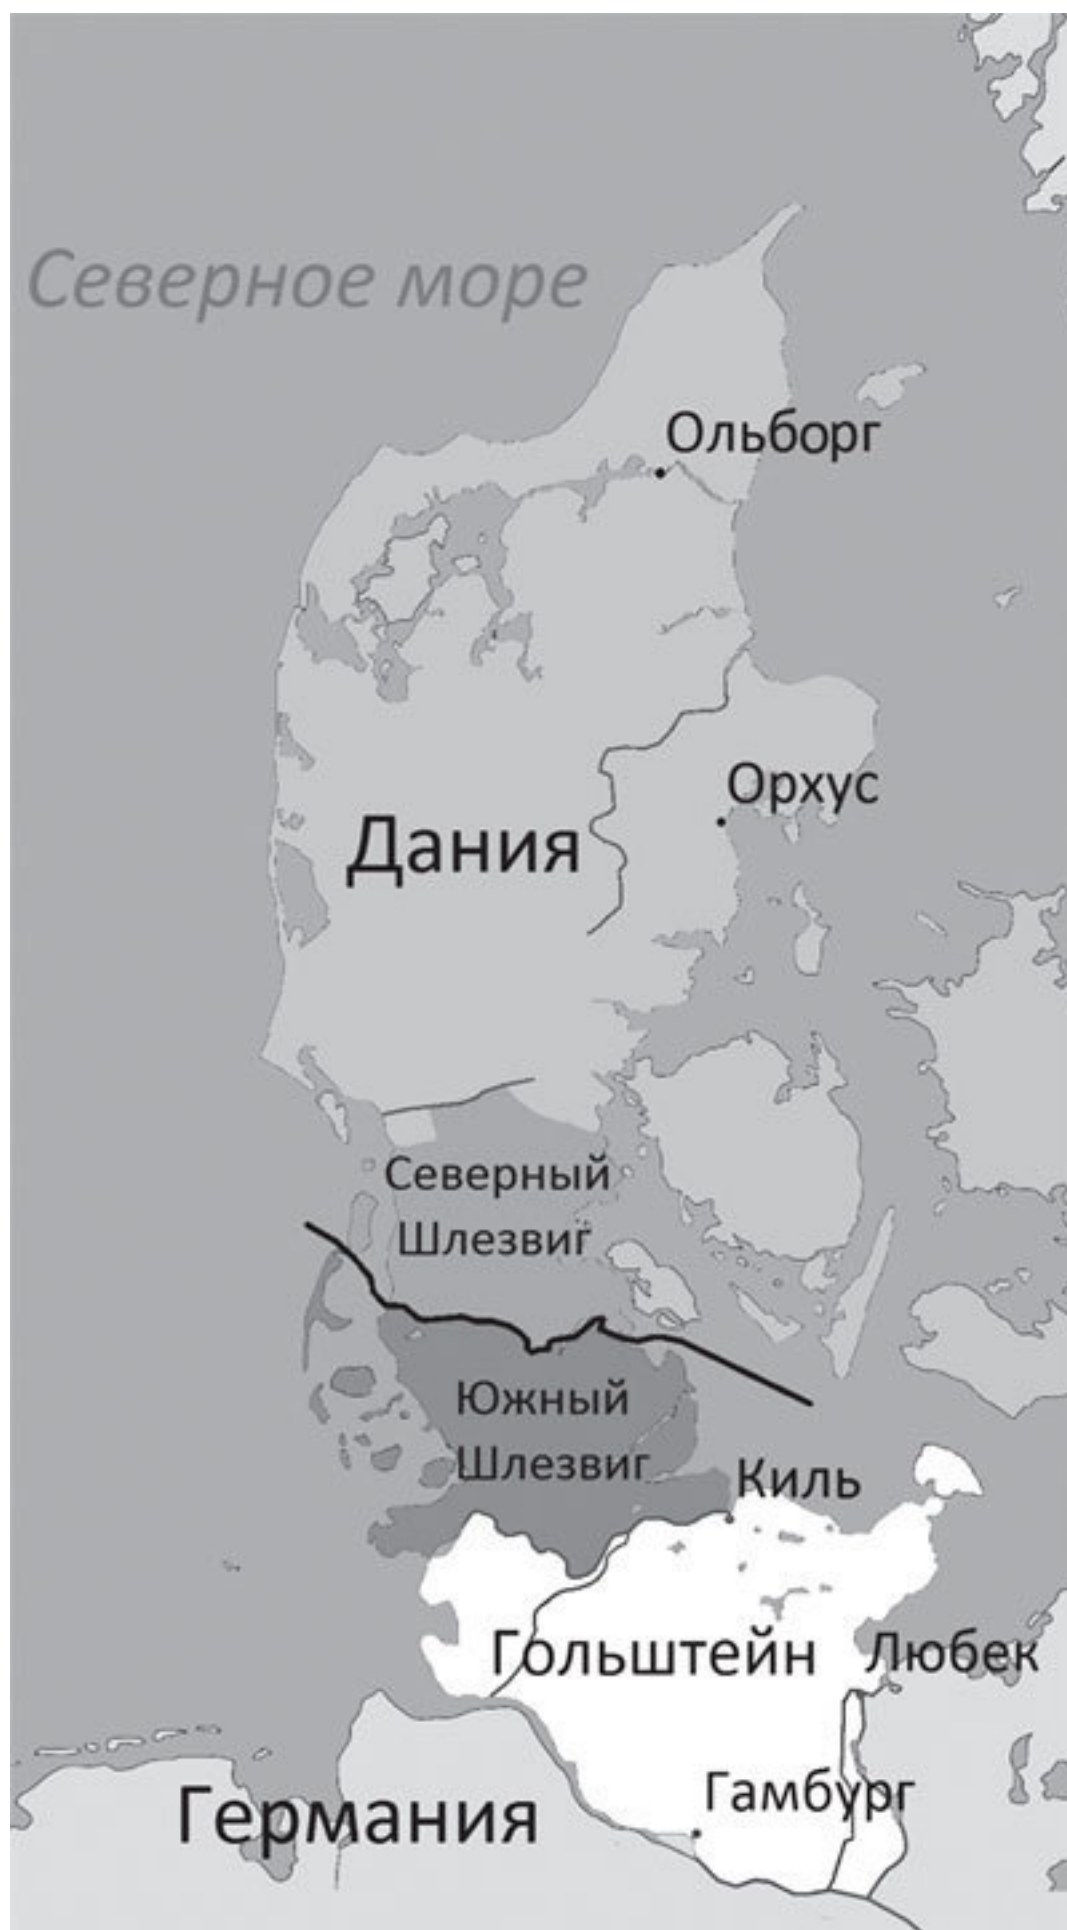 Северное море
Ольборг
Орхус
Дания
Северный
Шлезвиг
Южный
Шлезвиг
Киль
Гольштейн
Любек
Гамбург
Германия